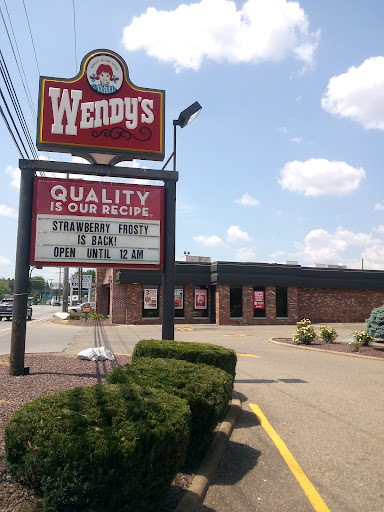 WENDY'S
QUALITY
IS OUR RECIPE.
STRAWBERRY FROSTY
IS BACK!
OPEN UNTIL 12 AM